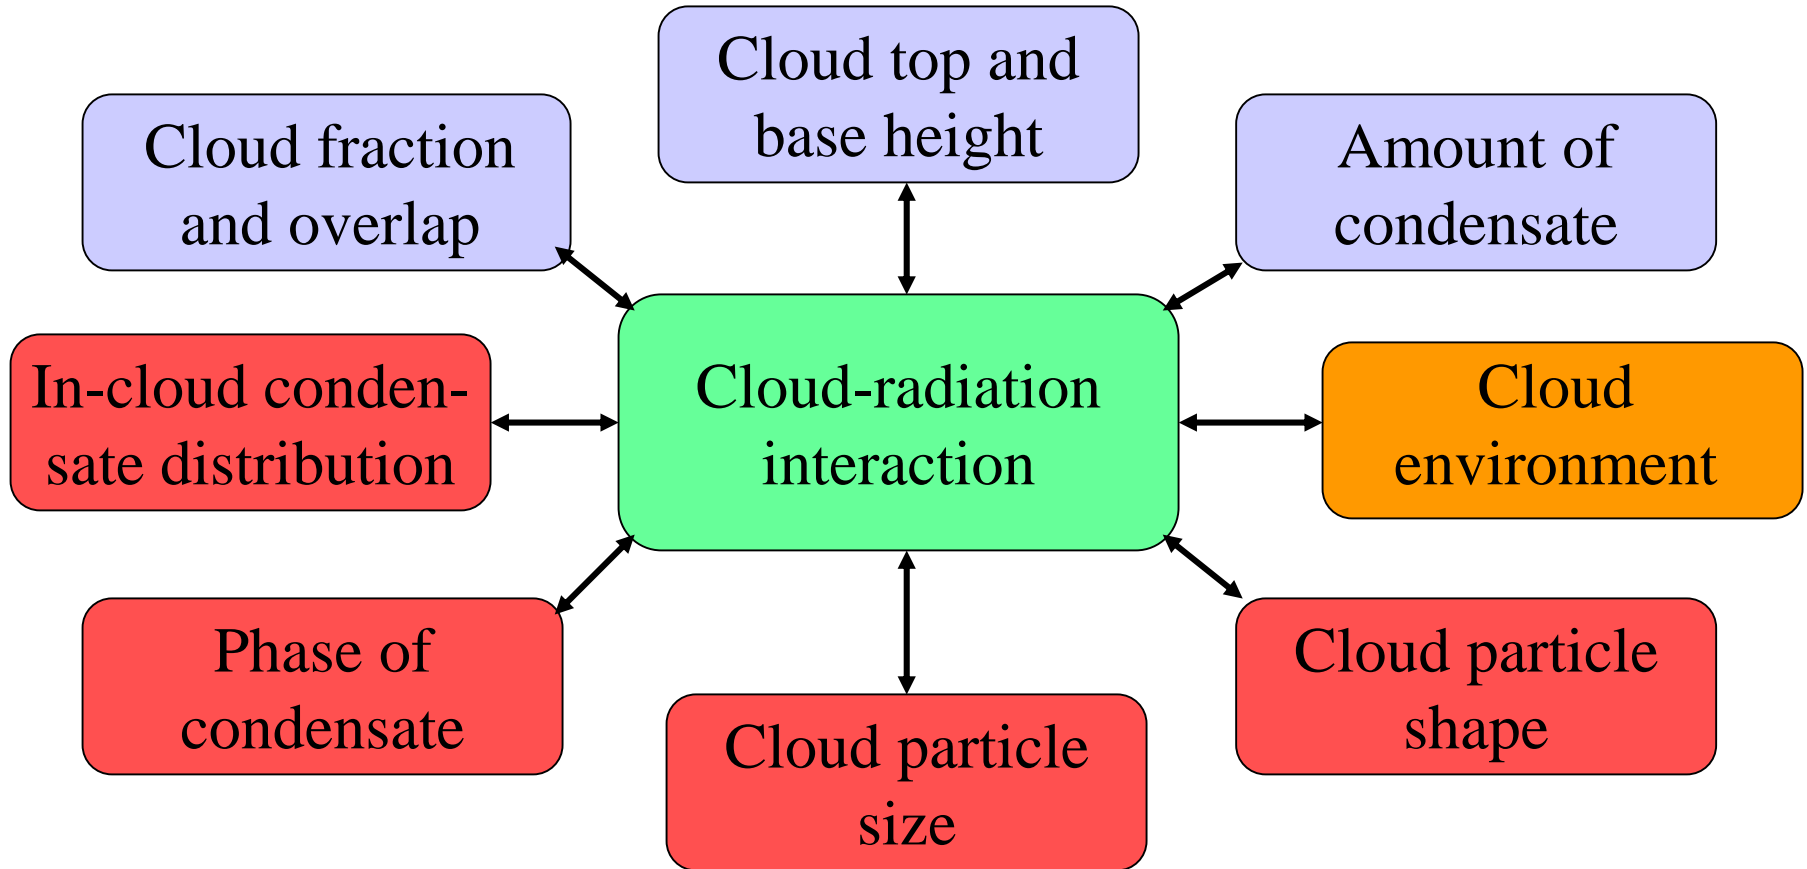 Cloud top and
base height
Cloud fraction
and overlap
Amount of
condensate
In-cloud conden-
sate distribution
Cloud-radiation
interaction
Cloud
environment
Phase of
condensate
Cloud particle
size
Cloud particle
shape